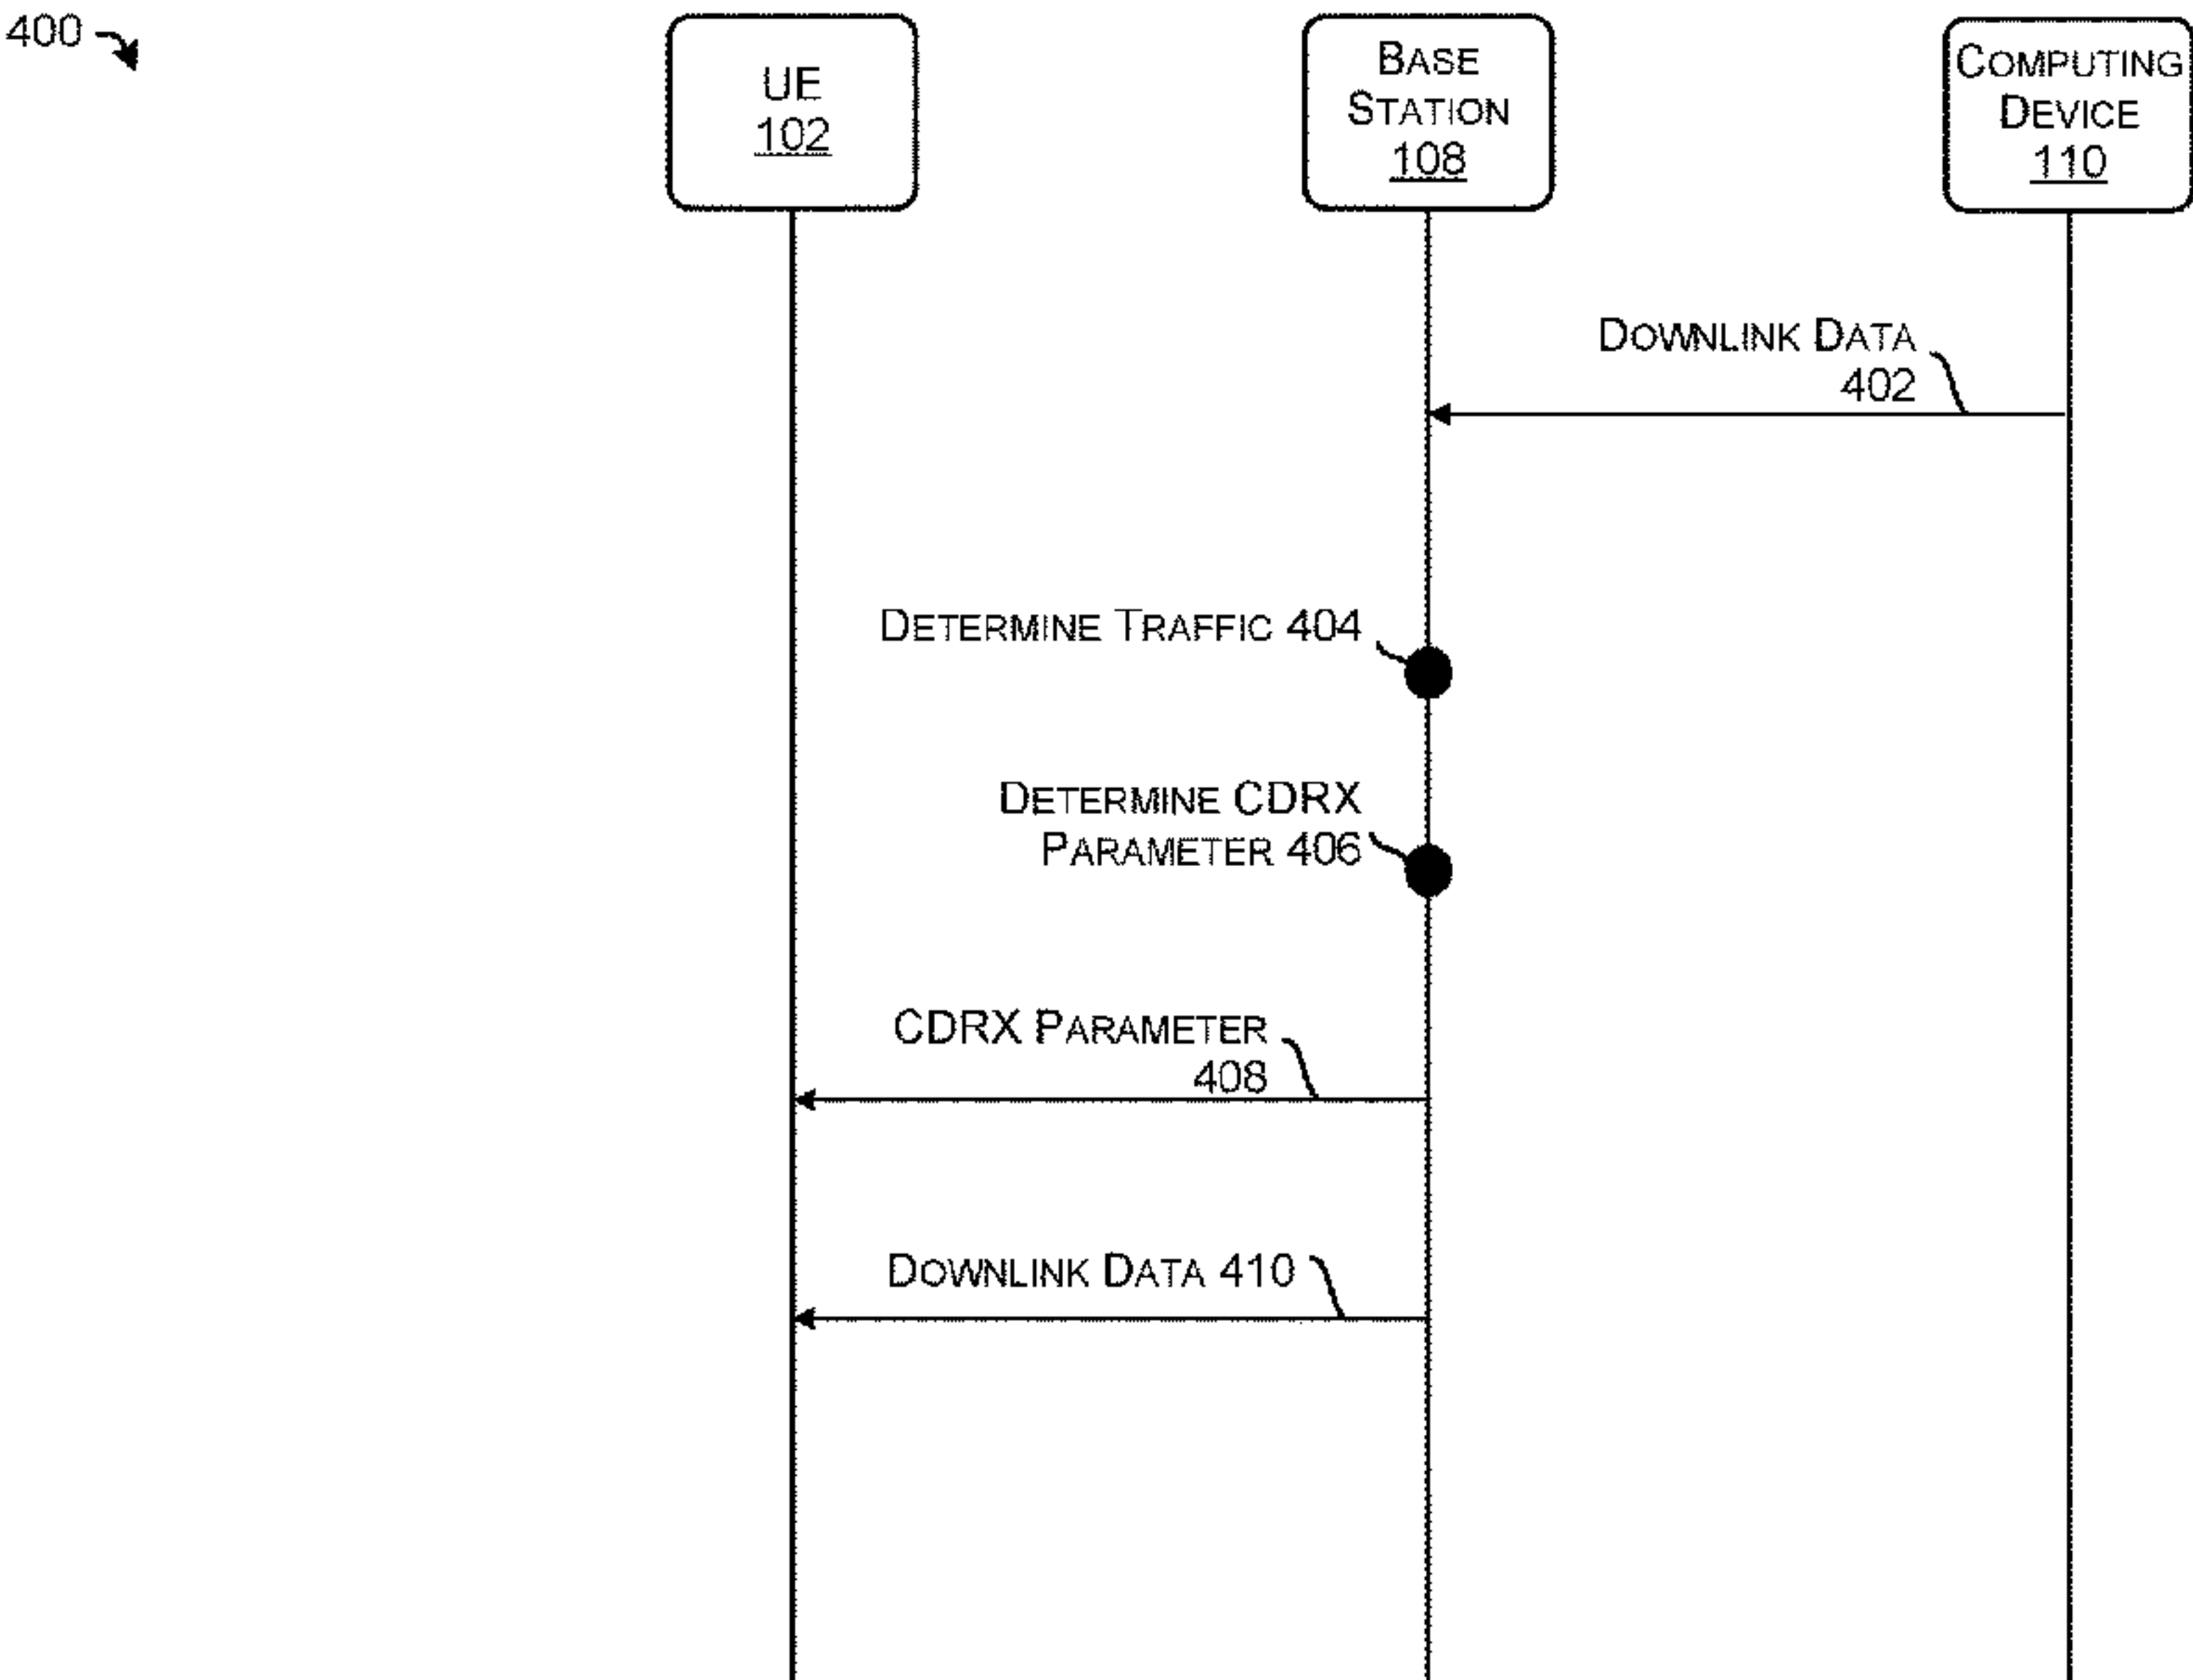 400
UE
102
BASE
STATION
108
COMPUTING
DEVICE
110
DOWNLINK DATA
402
DETERMINE TRAFFIC 404
DETERMINE CDRX
PARAMETER 406
CDRX PARAMETER
408
DOWNLINK DATA 410